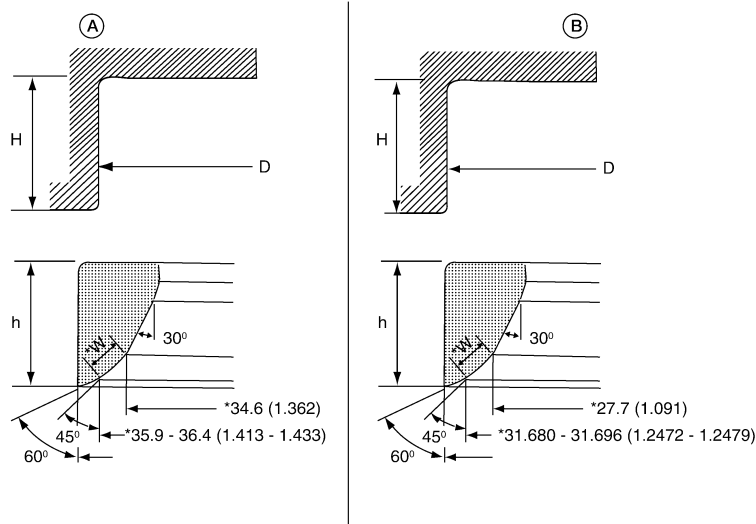 A
H
D
h
*W
30⁰
*34.6 (1.362)
45⁰
*35.9 - 36.4 (1.413 - 1.433)
60⁰
B
H
D
h
*W
30⁰
*27.7 (1.091)
45⁰
*31.680 - 31.696 (1.2472 - 1.2479)
60⁰